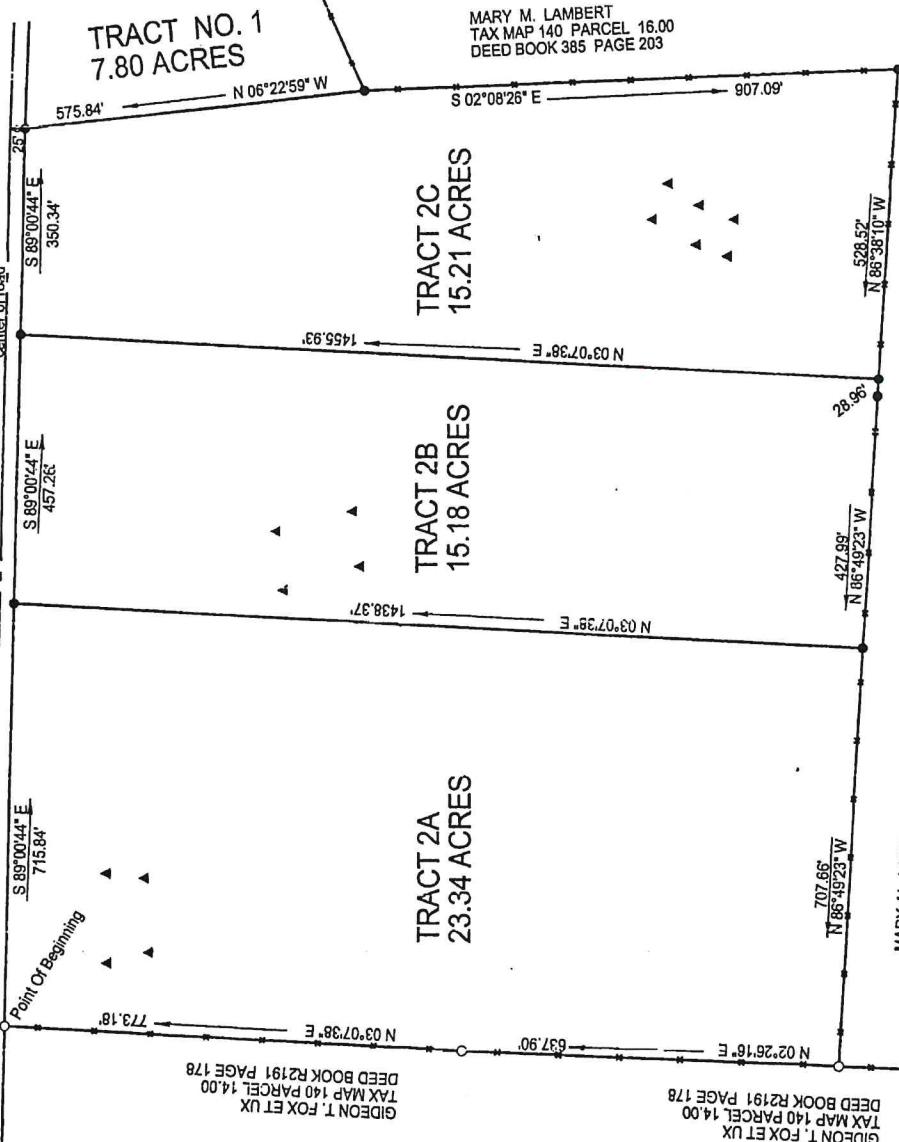 TRACT NO. 1
7.80 ACRES
MARY M. LAMBERT
TAX MAP 140 PARCEL 16.00
DEED BOOK 385 PAGE 203
575.84'
N 06°22'59" W
S 02°08'26" E
907.09'
25'
center of road
S 89°00'44" E
350.34'
TRACT 2C
15.21 ACRES
528.52'
N 86°38'10" W
N 03°07'38" E
1455.93'
S 89°00'44" E
457.26'
28.96'
TRACT 2B
15.18 ACRES
427.99'
N 86°49'23" W
N 03°07'38" E
1438.37'
S 89°00'44" E
715.84'
Point Of Beginning
TRACT 2A
23.34 ACRES
707.66'
N 86°49'23" W
N 03°07'38" E
773.18'
N 02°26'16" E
637.90'
GIDEON T. FOX ET UX
TAX MAP 140 PARCEL 14.00
DEED BOOK R2191 PAGE 178
GIDEON T. FOX ET UX
TAX MAP 140 PARCEL 14.00
DEED BOOK R2191 PAGE 178
MARY